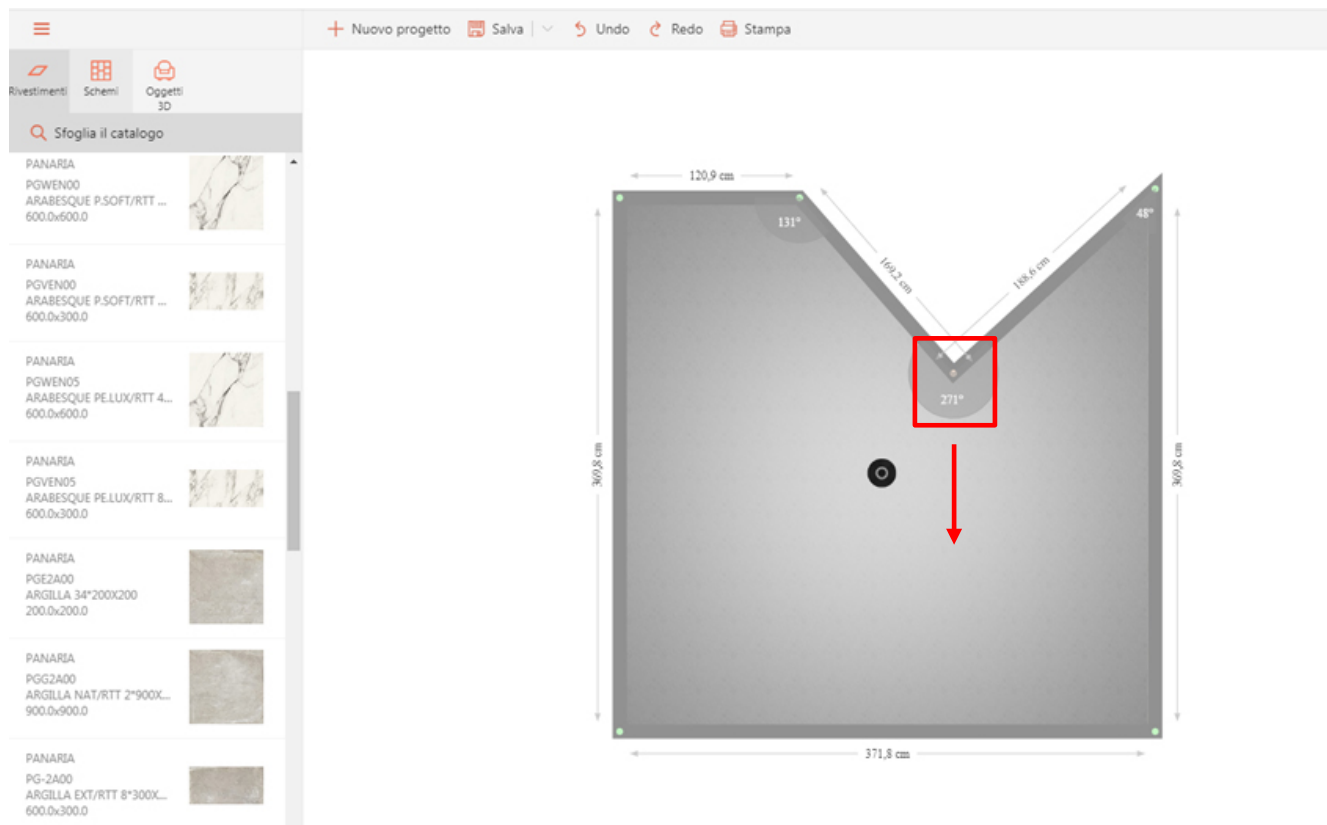 Nuovo progetto Salva Undo Redo Stampa
Rivestimenti Schemi Oggetti
3D
Sfoglia il catalogo
PANARIA
PGWEN00
ARABESQUE P.SOFT/RTT ...
600.0x600.0
PANARIA
PGVEN00
ARABESQUE P.SOFT/RTT ...
600.0x300.0
PANARIA
PGWEN05
ARABESQUE PE.LUX/RTT 4...
600.0x600.0
PANARIA
PGVEN05
ARABESQUE PE.LUX/RTT 8...
600.0x300.0
PANARIA
PGE2A00
ARGILLA 34*200X200
200.0x200.0
PANARIA
PGG2A00
ARGILLA NAT/RTT 2*900X...
900.0x900.0
PANARIA
PG-2A00
ARGILLA EXT/RTT 8*300X...
600.0x300.0
120,9 cm
131°
48°
169,2 cm
188,6 cm
271°
369,8 cm
369,8 cm
371,8 cm